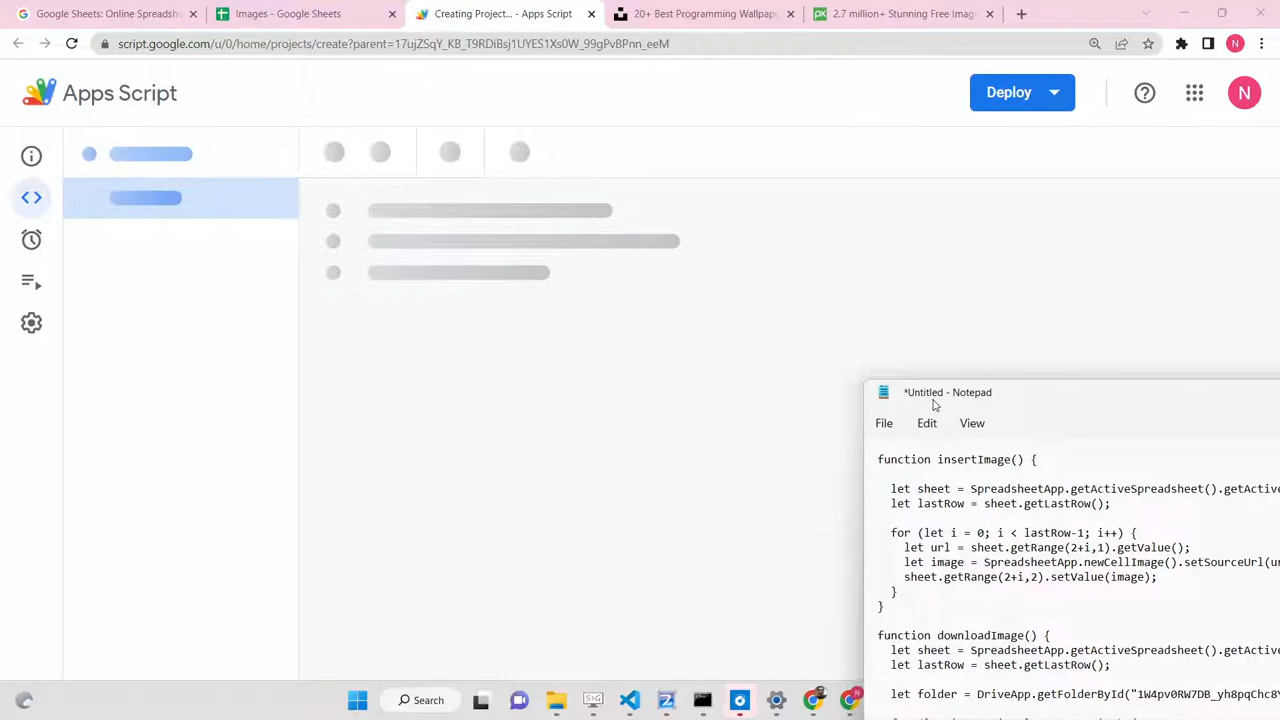 Google Sheets: Online Spreadsh
Images - Google Sheets
Creating Project... - Apps Script
20+ Best Programming Wallpap
2.7 million+ Stunning Free Imag
script.google.com/u/0/home/projects/create?parent=17ujZSqY_KB_T9RDiBsj1UYES1Xs0W_99gPvBPnn_eeM
N
Apps Script
Deploy
N
*Untitled - Notepad
File
Edit
View
function insertImage() {
let sheet = SpreadsheetApp.getActiveSpreadsheet().getActive
let lastRow = sheet.getLastRow();
for (let i = 0; i < lastRow-1; i++) {
let url = sheet.getRange(2+i,1).getValue();
let image = SpreadsheetApp.newCellImage().setSourceUrl(ur
sheet.getRange(2+i,2).setValue(image);
}
}
function downloadImage() {
let sheet = SpreadsheetApp.getActiveSpreadsheet().getActive
let lastRow = sheet.getLastRow();
let folder = DriveApp.getFolderById("1W4pv0RW7DB_yh8pqChc8
Search